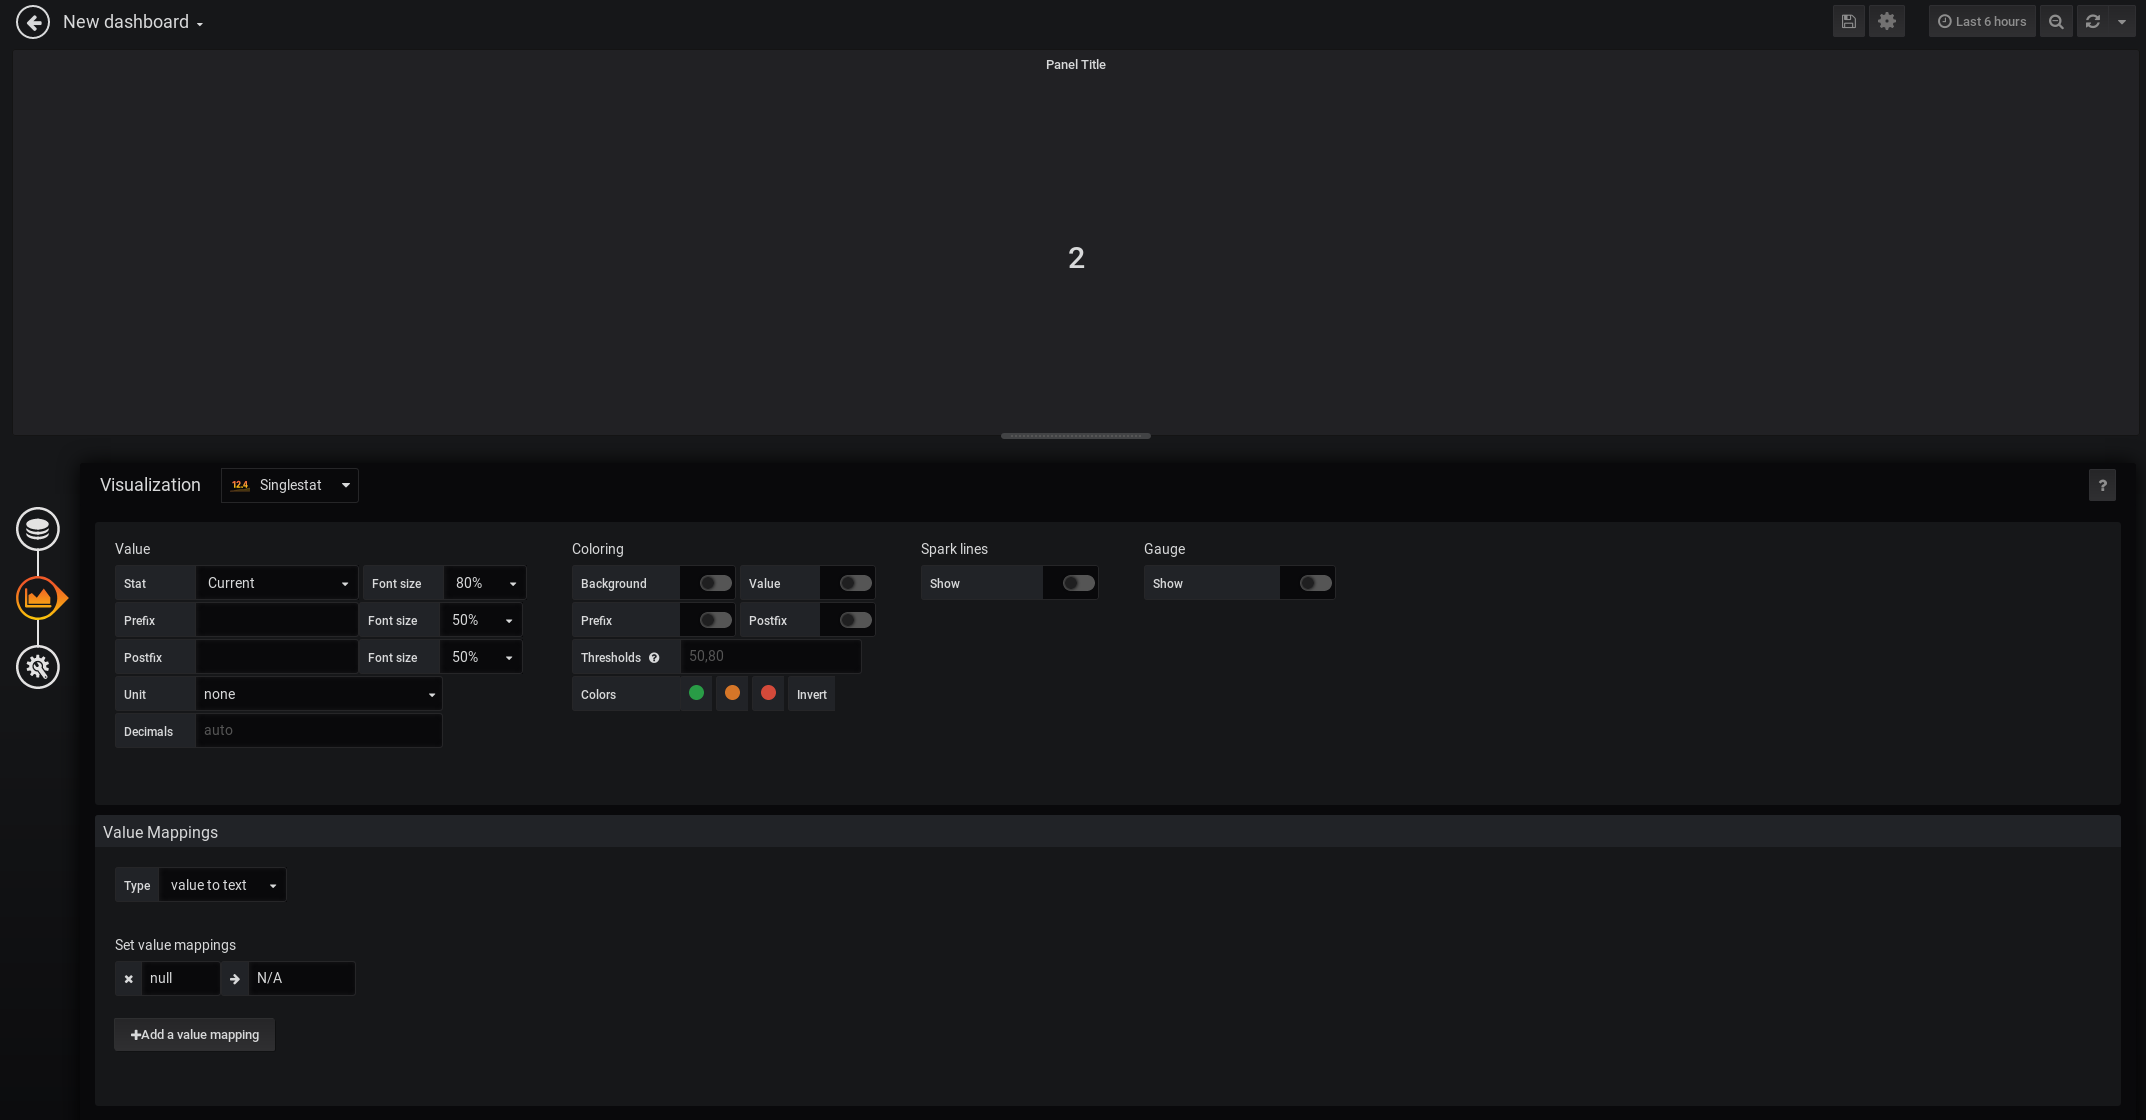 New dashboard
Last 6 hours
Panel Title
2
Visualization 12.4 Singlestat ?
Value Coloring Spark lines Gauge
Stat Current Font size 80% Background Value Show Show
Prefix Font size 50% Prefix Postfix
Postfix Font size 50% Thresholds ? 50,80
Unit none Colors Invert
Decimals auto
Value Mappings
Type value to text
Set value mappings
null N/A
+Add a value mapping